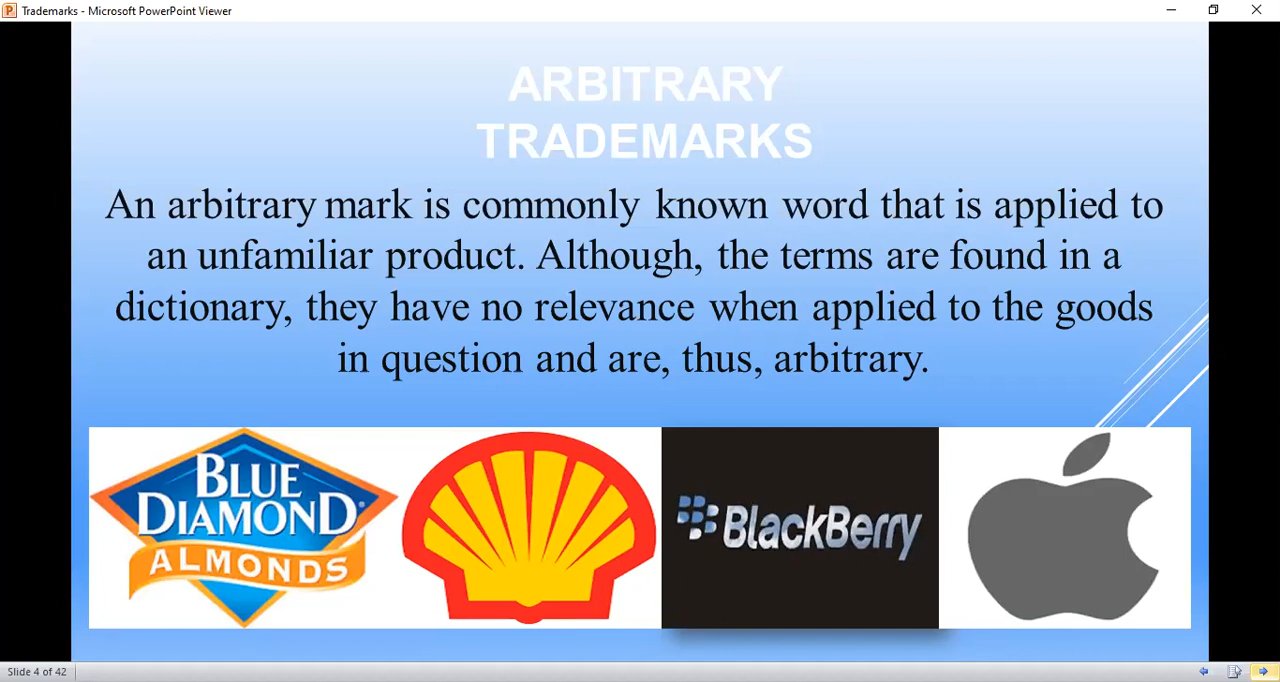 Trademarks - Microsoft PowerPoint Viewer
ARBITRARY
TRADEMARKS
An arbitrary mark is commonly known word that is applied to
an unfamiliar product. Although, the terms are found in a
dictionary, they have no relevance when applied to the goods
in question and are, thus, arbitrary.
BLUE
DIAMOND®
ALMONDS
BlackBerry
Slide 4 of 42